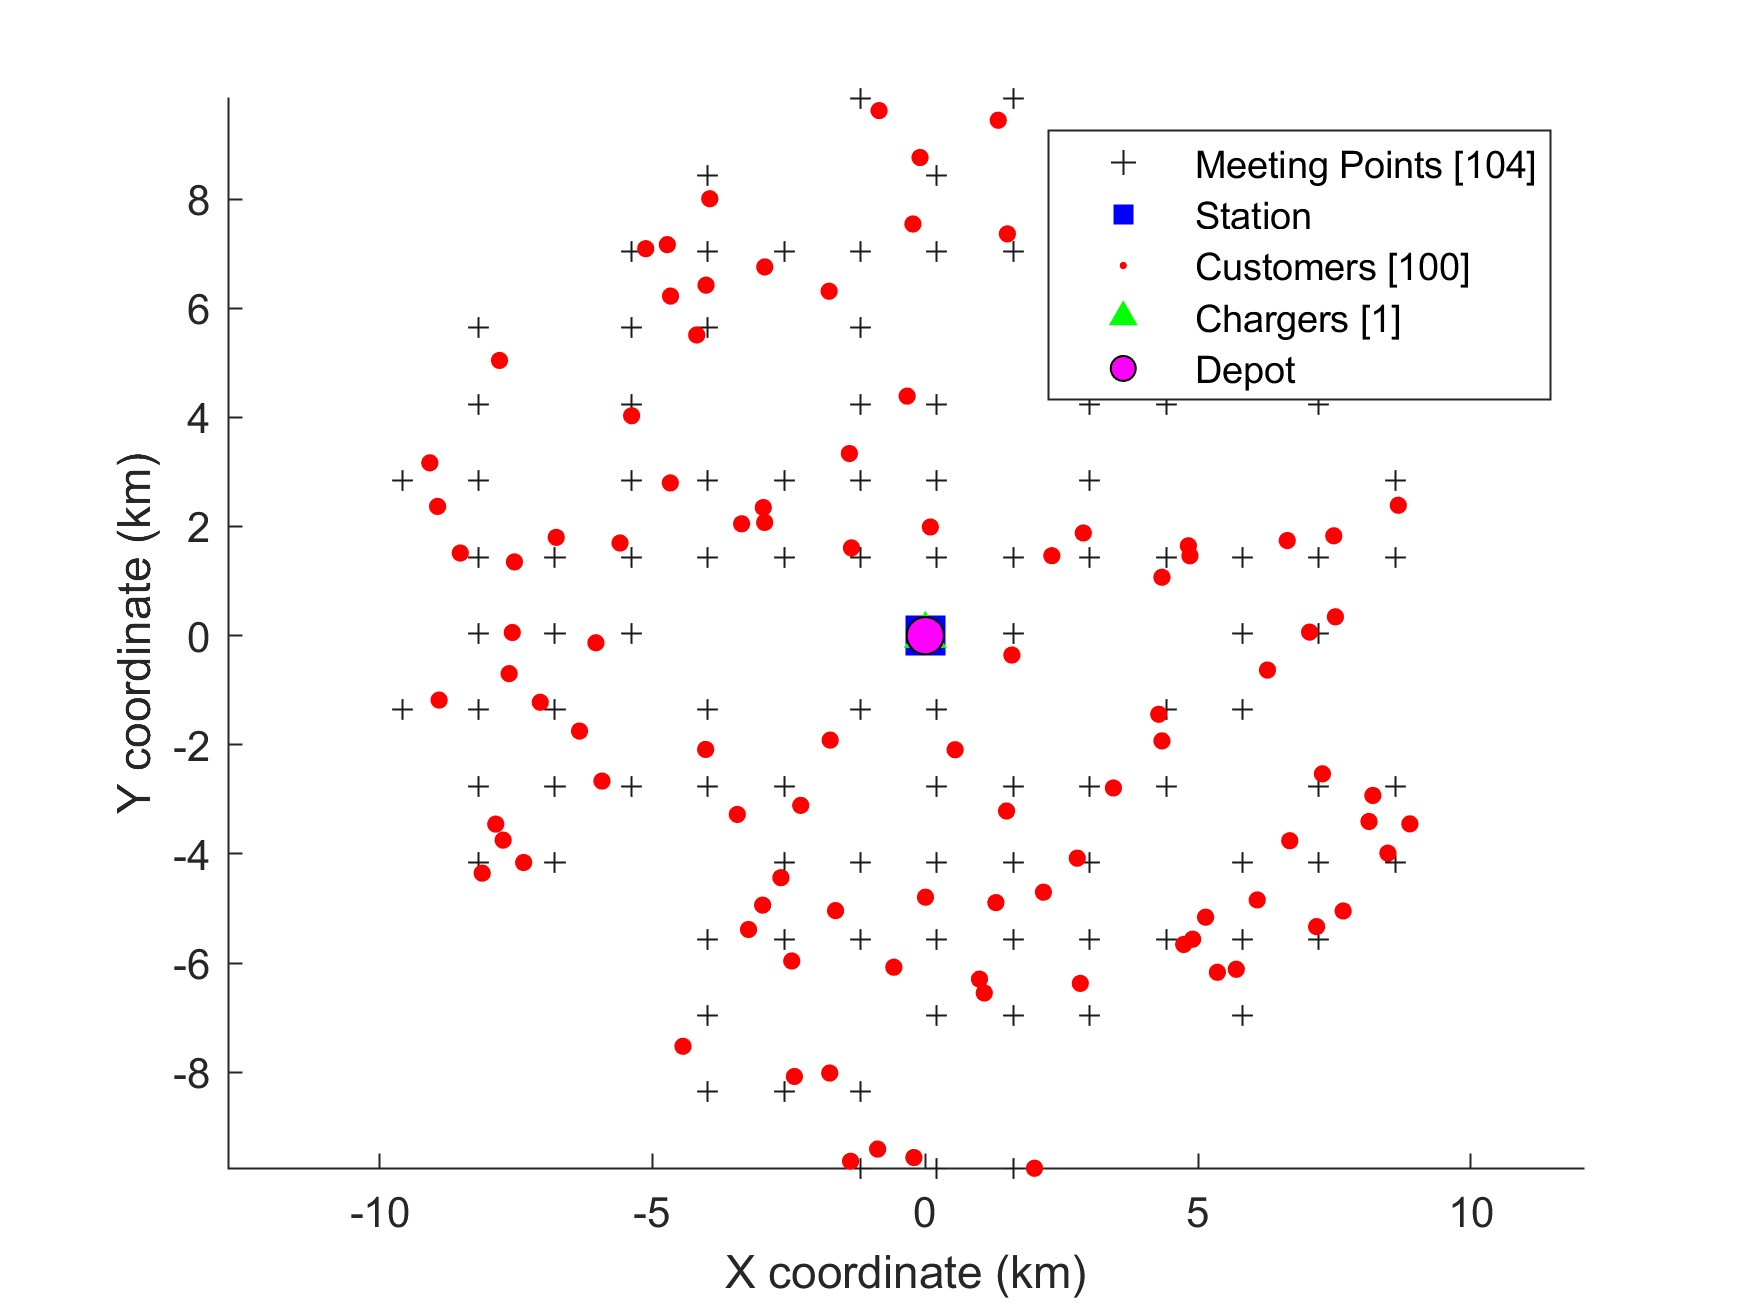 Meeting Points [104]
Station
Customers [100]
Chargers [1]
Depot
8
6
4
2
0
-2
-4
-6
-8
Y coordinate (km)
-10 -5 0 5 10
X coordinate (km)